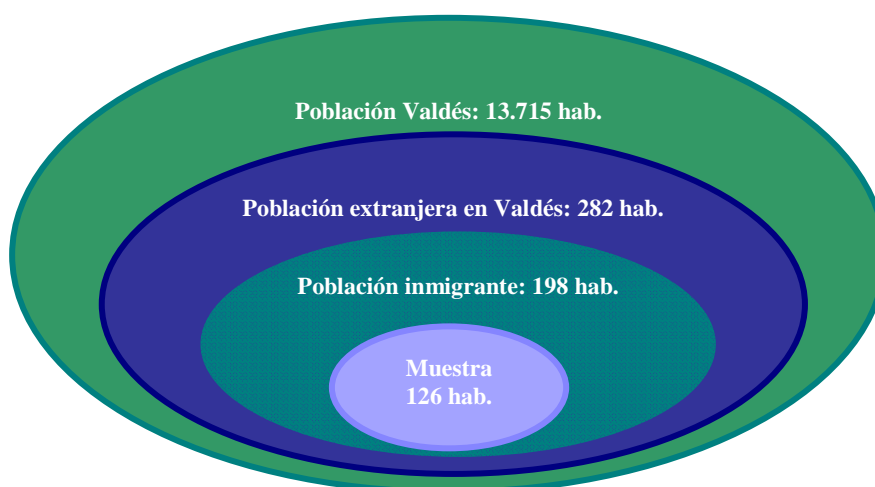 Población Valdés: 13.715 hab.
Población extranjera en Valdés: 282 hab.
Población inmigrante: 198 hab.
Muestra
126 hab.